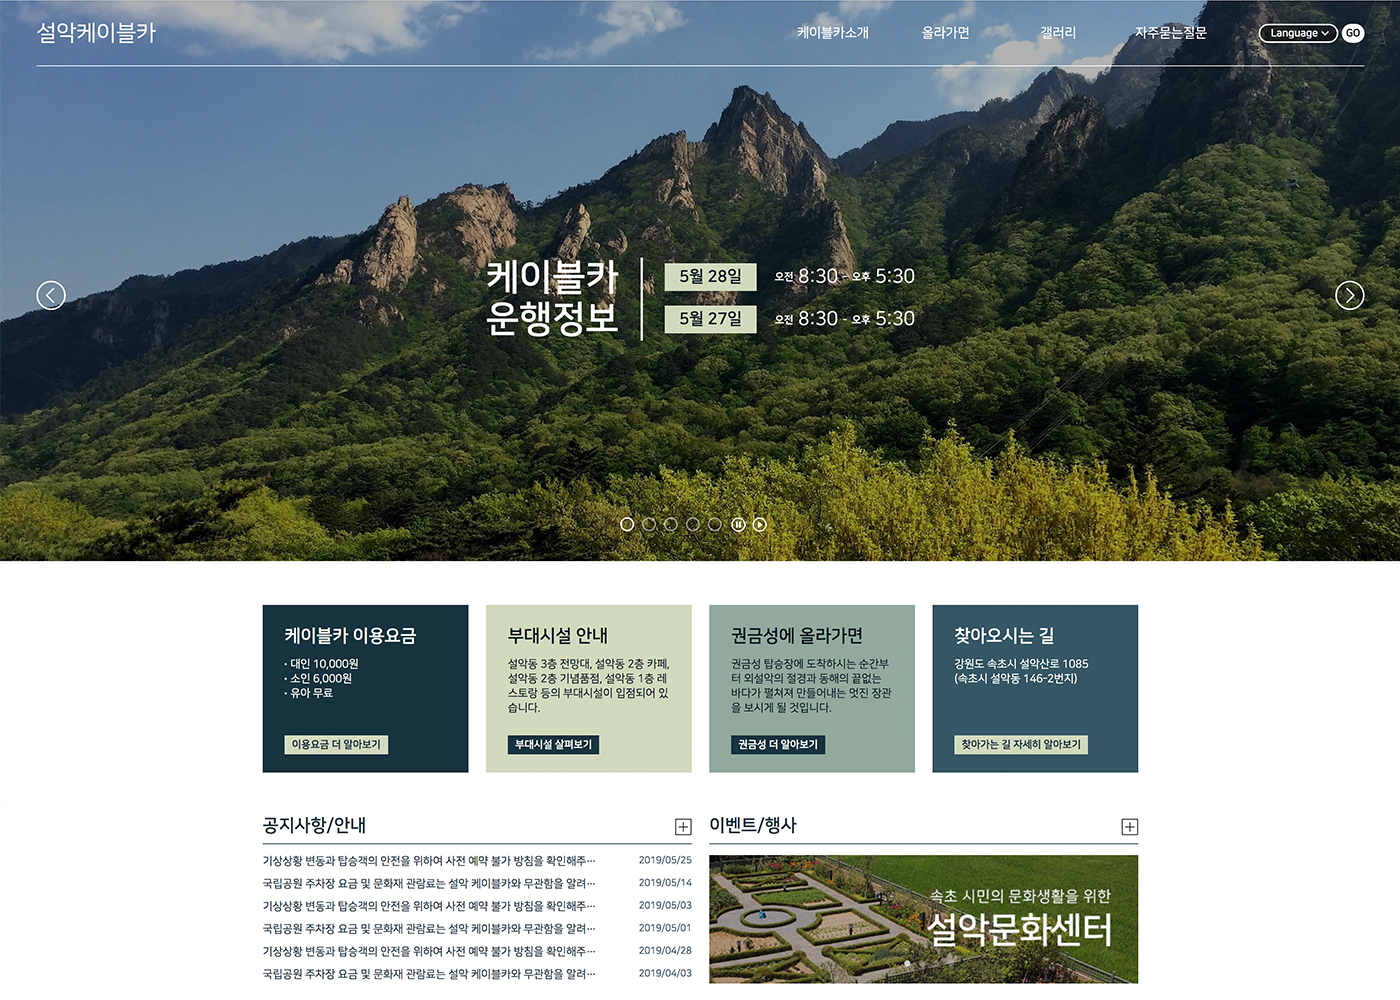 설악케이블카
케이블카소개 올라가면 갤러리 자주묻는질문 Language GO
케이블카
운행정보
5월 28일 오전 8:30 - 오후 5:30
5월 27일 오전 8:30 - 오후 5:30
케이블카 이용요금
· 대인 10,000원
· 소인 6,000원
· 유아 무료
이용요금 더 알아보기
부대시설 안내
설악동 3층 전망대, 설악동 2층 카페,
설악동 2층 기념품점, 설악동 1층 레
스토랑 등의 부대시설이 입점되어 있
습니다.
부대시설 살펴보기
권금성에 올라가면
권금성 탑승장에 도착하시는 순간부
터 외설악의 절경과 동해의 끝없는
바다가 펼쳐져 만들어내는 멋진 장관
을 보시게 될 것입니다.
권금성 더 알아보기
찾아오시는 길
강원도 속초시 설악산로 1085
(속초시 설악동 146-2번지)
찾아가는 길 자세히 알아보기
공지사항/안내
기상상황 변동과 탑승객의 안전을 위하여 사전 예약 불가 방침을 확인해주··· 2019/05/25
국립공원 주차장 요금 및 문화재 관람료는 설악 케이블카와 무관함을 알려··· 2019/05/14
기상상황 변동과 탑승객의 안전을 위하여 사전 예약 불가 방침을 확인해주··· 2019/05/03
국립공원 주차장 요금 및 문화재 관람료는 설악 케이블카와 무관함을 알려··· 2019/05/01
기상상황 변동과 탑승객의 안전을 위하여 사전 예약 불가 방침을 확인해주··· 2019/04/28
국립공원 주차장 요금 및 문화재 관람료는 설악 케이블카와 무관함을 알려··· 2019/04/03
이벤트/행사
속초 시민의 문화생활을 위한
설악문화센터